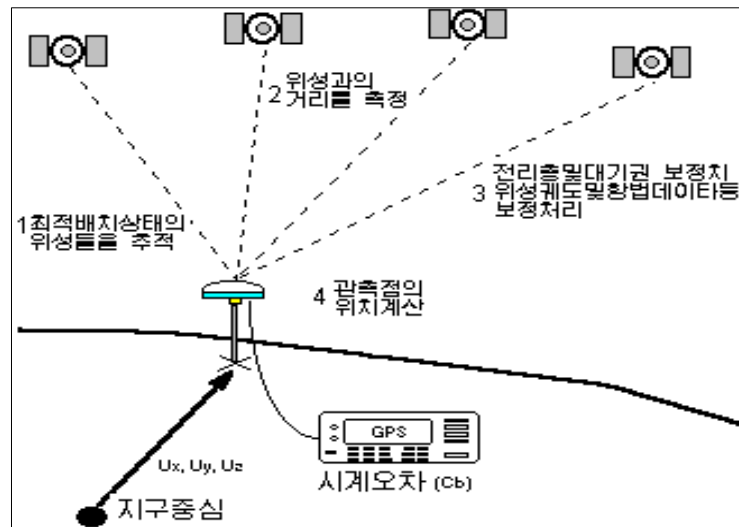 2 위성과의
거리를 측정
전리층및대기권 보정치
3 위성궤도및항법데이타등
보정처리
1 최적배치상태의
위성들을 추적
4 관측점의
위치계산
GPS
Ux, Uy, Uz
시계오차 (Cb)
지구중심